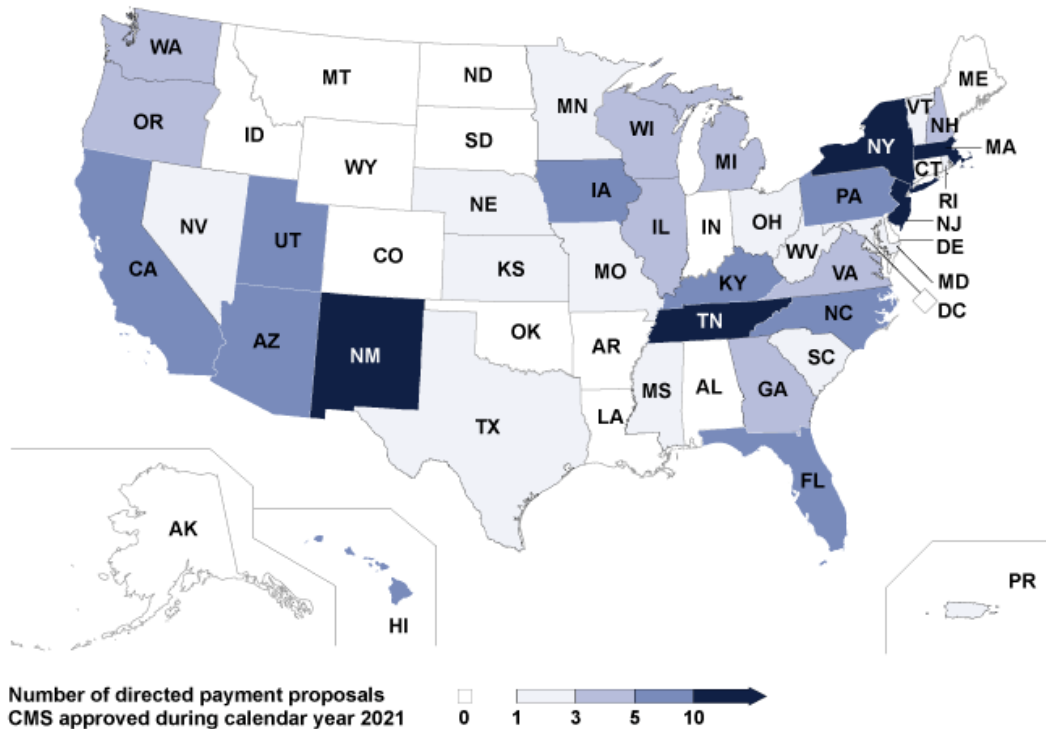 WA
MT
ND
MN
ME
VT
NH
OR
ID
SD
WI
NY
MA
WY
MI
CT
RI
IA
PA
NE
NJ
NV
UT
IL
IN
OH
DE
CO
WV
CA
KS
MO
KY
VA
MD
DC
TN
NC
AZ
OK
NM
AR
SC
MS
AL
GA
TX
LA
FL
AK
PR
HI
Number of directed payment proposals
CMS approved during calendar year 2021
0 1 3 5 10